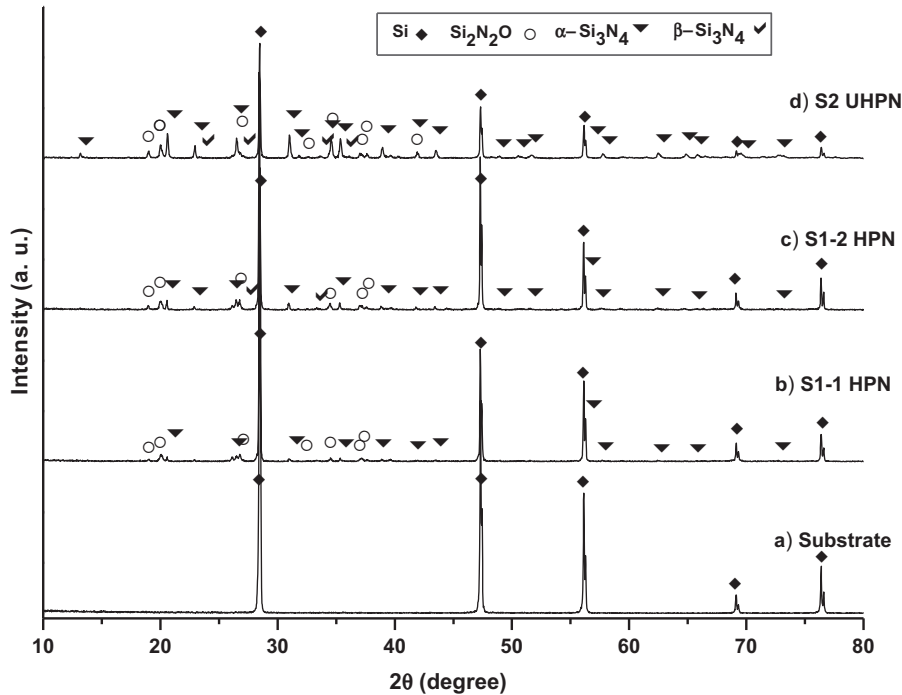 Si ◆ Si₂N₂O ○ α–Si₃N₄ ▼ β–Si₃N₄ ✔
d) S2 UHPN
c) S1-2 HPN
b) S1-1 HPN
a) Substrate
Intensity (a. u.)
10 20 30 40 50 60 70 80
2θ (degree)